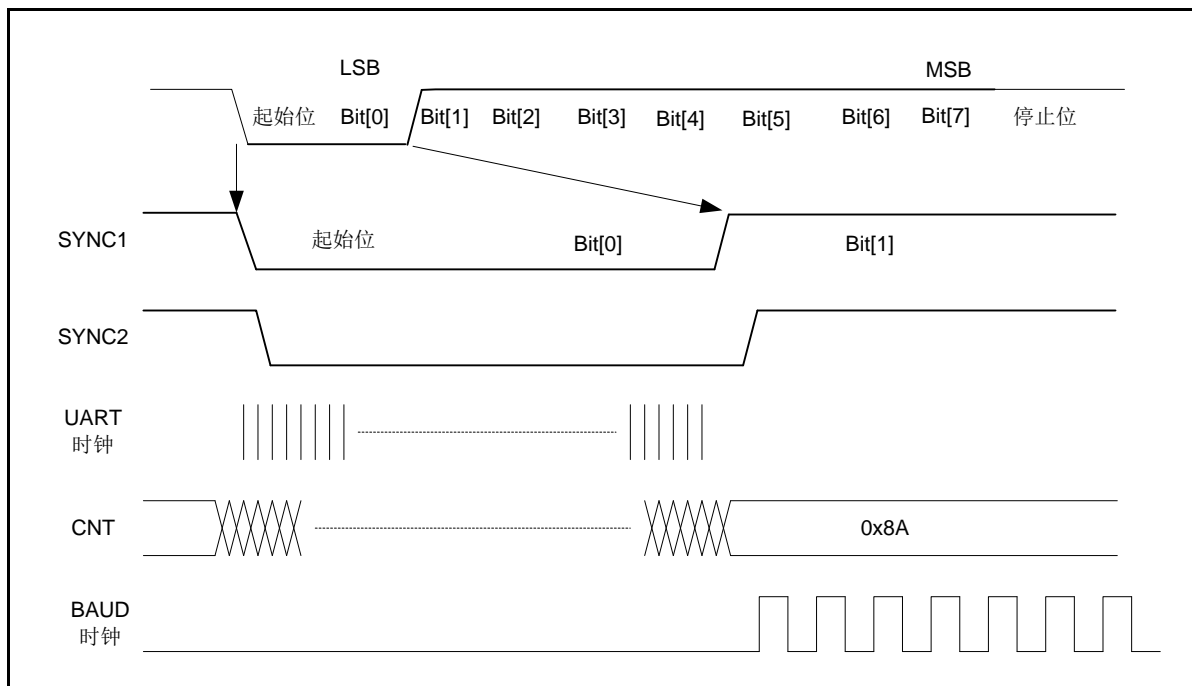 LSB MSB
起始位 Bit[0] Bit[1] Bit[2] Bit[3] Bit[4] Bit[5] Bit[6] Bit[7] 停止位
SYNC1 起始位 Bit[0] Bit[1]
SYNC2
UART
时钟
CNT 0x8A
BAUD
时钟